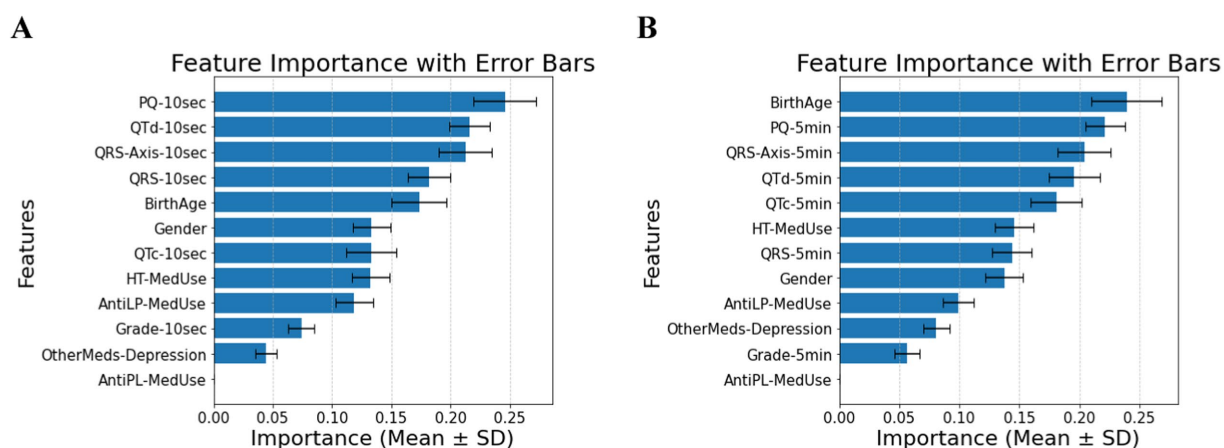 A
Feature Importance with Error Bars
Features
PQ-10sec
QTd-10sec
QRS-Axis-10sec
QRS-10sec
BirthAge
Gender
QTc-10sec
HT-MedUse
AntiLP-MedUse
Grade-10sec
OtherMeds-Depression
AntiPL-MedUse
0.00 0.05 0.10 0.15 0.20 0.25
Importance (Mean ± SD)
B
Feature Importance with Error Bars
Features
BirthAge
PQ-5min
QRS-Axis-5min
QTd-5min
QTc-5min
HT-MedUse
QRS-5min
Gender
AntiLP-MedUse
OtherMeds-Depression
Grade-5min
AntiPL-MedUse
0.00 0.05 0.10 0.15 0.20 0.25
Importance (Mean ± SD)